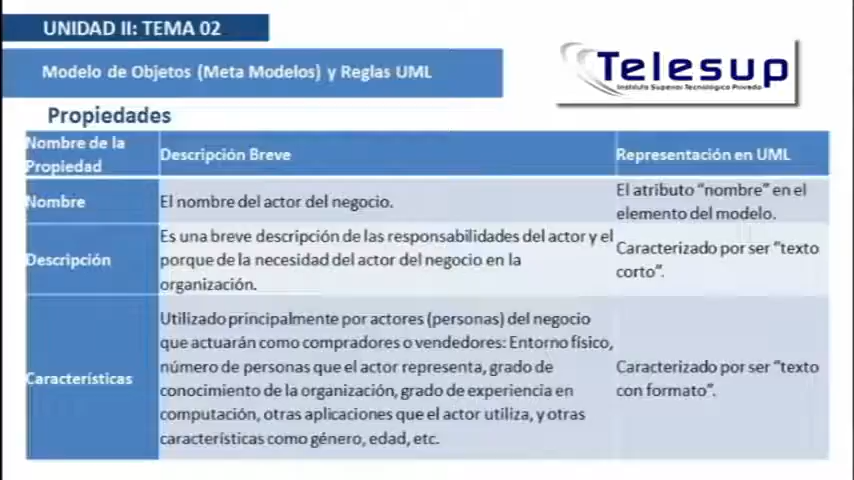 UNIDAD II: TEMA 02
Modelo de Objetos (Meta Modelos) y Reglas UML
Telesup
Instituto Superior Tecnológico Privado
Propiedades
Nombre de la
Propiedad
Descripción Breve
Representación en UML
Nombre
El nombre del actor del negocio.
El atributo “nombre” en el
elemento del modelo.
Descripción
Es una breve descripción de las responsabilidades del actor y el
porque de la necesidad del actor del negocio en la
organización.
Caracterizado por ser “texto
corto”.
Características
Utilizado principalmente por actores (personas) del negocio
que actuarán como compradores o vendedores: Entorno físico,
número de personas que el actor representa, grado de
conocimiento de la organización, grado de experiencia en
computación, otras aplicaciones que el actor utiliza, y otras
características como género, edad, etc.
Caracterizado por ser “texto
con formato”.